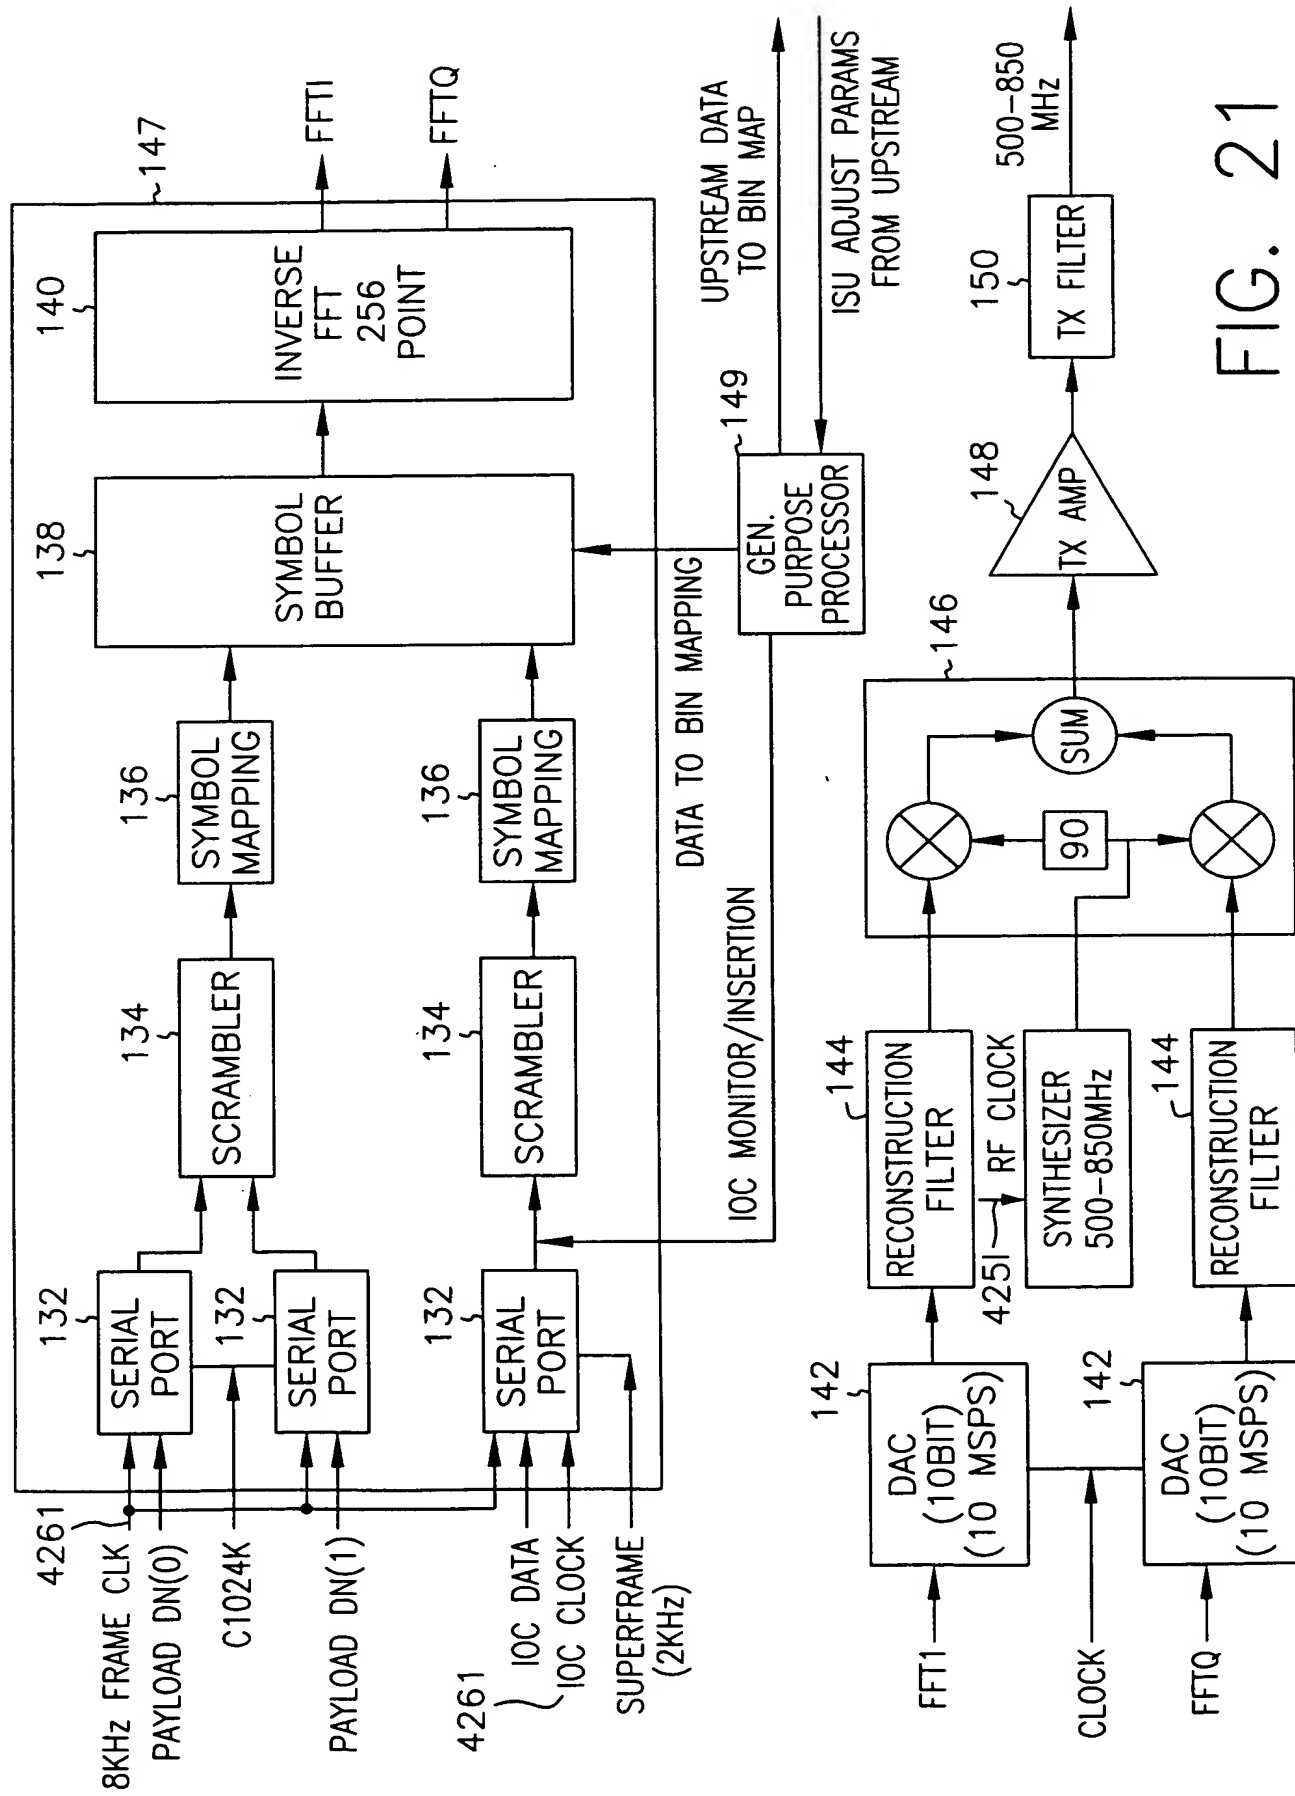 4261
8KHz FRAME CLK
PAYLOAD DN(0)
C1024K
PAYLOAD DN(1)
4261
IOC DATA
IOC CLOCK
SUPERFRAME
(2KHz)
132
SERIAL
PORT
132
SERIAL
PORT
132
SERIAL
PORT
134
SCRAMBLER
134
SCRAMBLER
136
SYMBOL
MAPPING
136
SYMBOL
MAPPING
138
SYMBOL
BUFFER
140
INVERSE
FFT
256
POINT
147
FFTI
FFTQ
DATA TO BIN MAPPING
IOC MONITOR/INSERTION
149
GEN.
PURPOSE
PROCESSOR
UPSTREAM DATA
TO BIN MAP
ISU ADJUST PARAMS
FROM UPSTREAM
FFT1
CLOCK
FFTQ
142
DAC
(10BIT)
(10 MSPS)
142
DAC
(10BIT)
(10 MSPS)
144
RECONSTRUCTION
FILTER
4251
RF CLOCK
SYNTHESIZER
500-850MHz
144
RECONSTRUCTION
FILTER
146
90
SUM
148
TX AMP
150
TX FILTER
500-850
MHz
FIG. 21